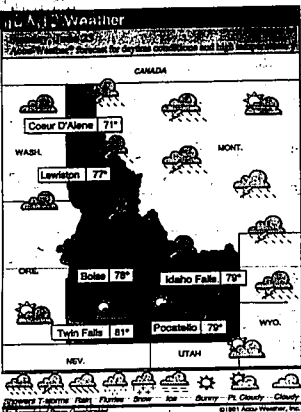 Weather
CANADA
Coeur D'Alene 71°
WASH.
MONT.
Lewiston 77°
ORE.
Boise 78°
Idaho Falls 79°
Twin Falls 81°
Pocatello 79°
WYO.
NEV.
UTAH
Showers T-storms Rain Flurries Snow Ice Sunny Pt. Cloudy Cloudy
©1991 Accu-Weather, Inc.